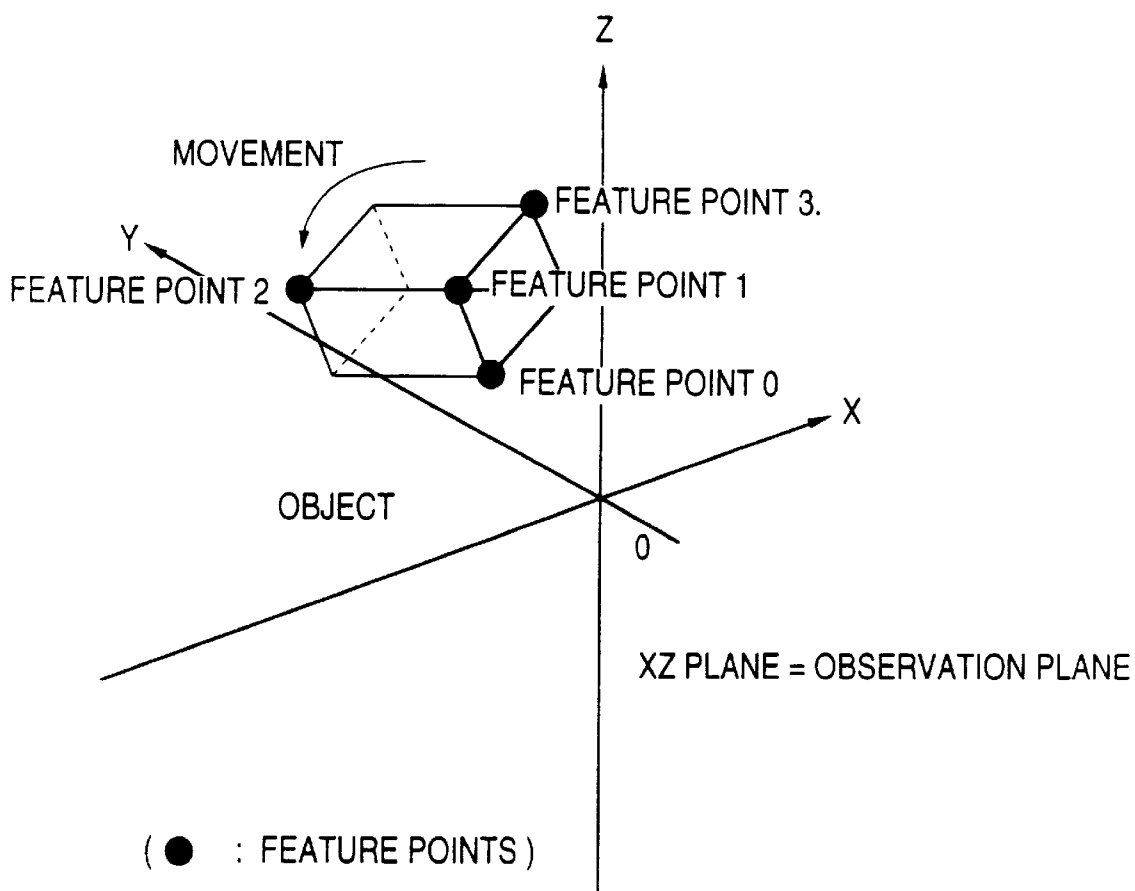 Z
MOVEMENT
FEATURE POINT 3.
Y
FEATURE POINT 2
FEATURE POINT 1
FEATURE POINT 0
X
OBJECT
0
XZ PLANE = OBSERVATION PLANE
( ● : FEATURE POINTS )